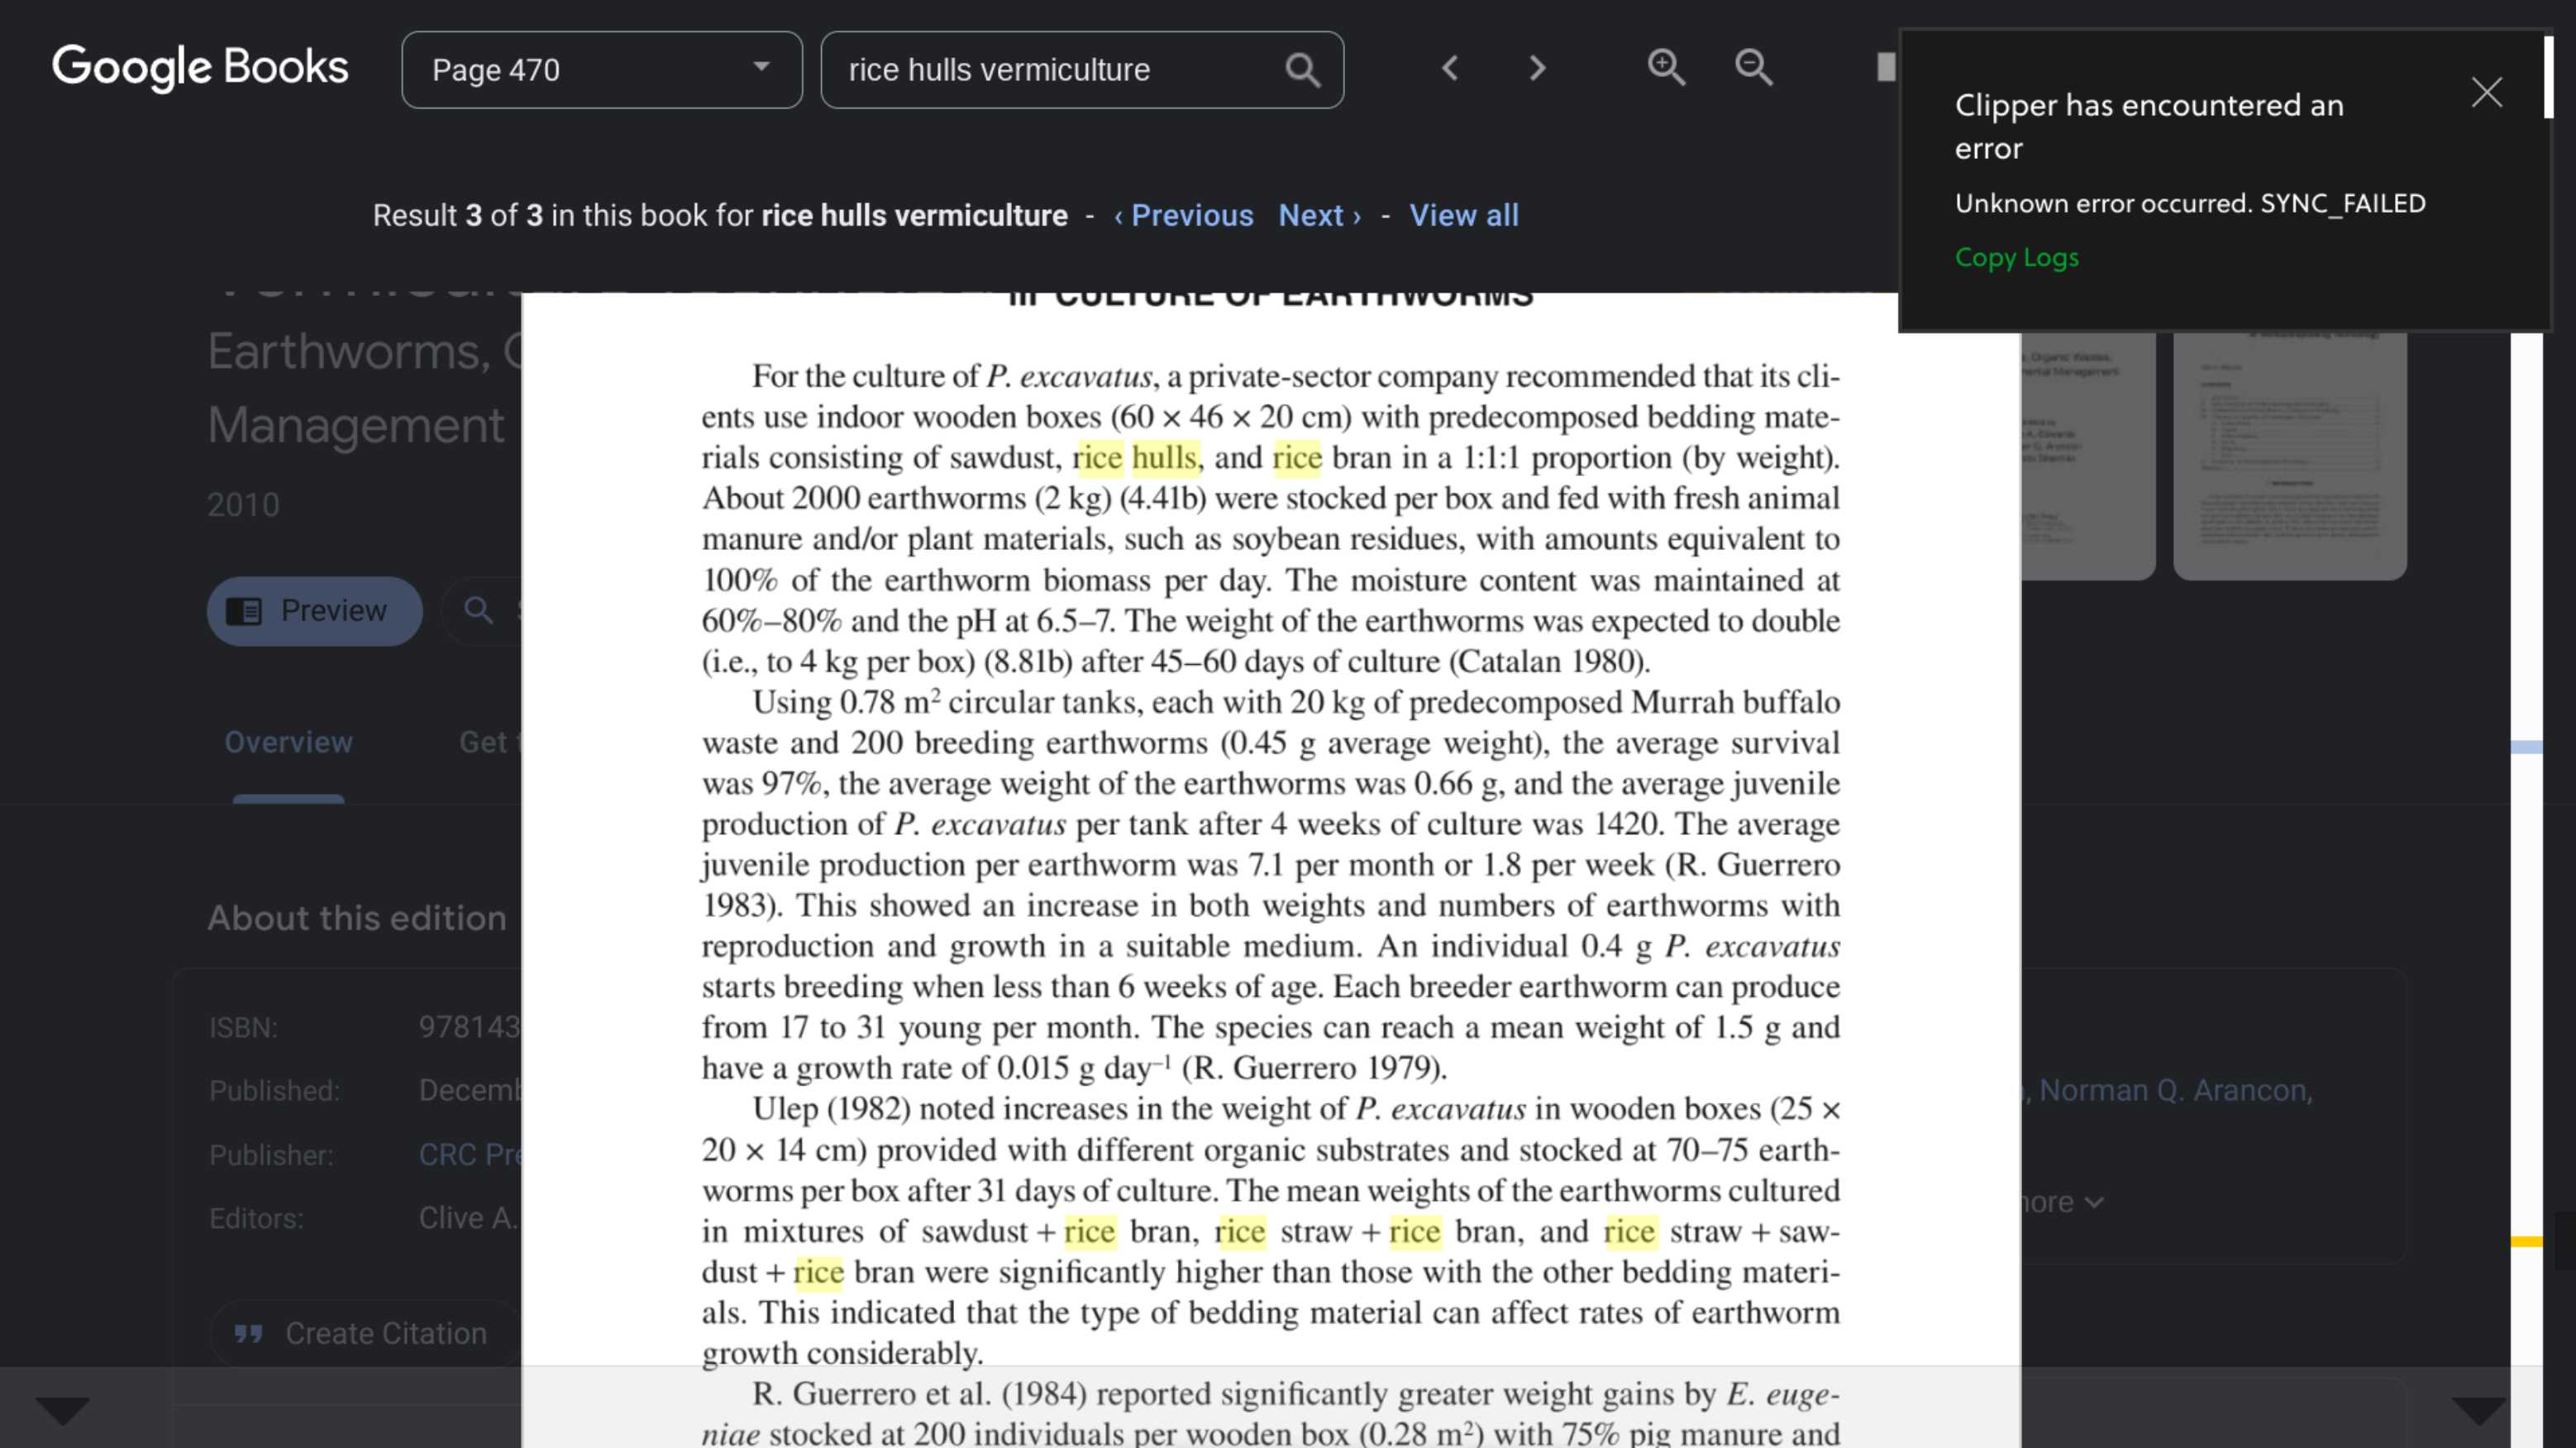 Google Books
Page 470
rice hulls vermiculture
Clipper has encountered an
error
Unknown error occurred. SYNC_FAILED
Copy Logs
Result 3 of 3 in this book for rice hulls vermiculture - ‹ Previous Next › - View all
III CULTURE OF EARTHWORMS
Earthworms,
Management
2010
Preview
Overview
Get
About this edition
ISBN: 978143
Published: Decemb
Publisher: CRC Pre
Editors: Clive A.
Create Citation
For the culture of P. excavatus, a private-sector company recommended that its cli-
ents use indoor wooden boxes (60 × 46 × 20 cm) with predecomposed bedding mate-
rials consisting of sawdust, rice hulls, and rice bran in a 1:1:1 proportion (by weight).
About 2000 earthworms (2 kg) (4.41b) were stocked per box and fed with fresh animal
manure and/or plant materials, such as soybean residues, with amounts equivalent to
100% of the earthworm biomass per day. The moisture content was maintained at
60%–80% and the pH at 6.5–7. The weight of the earthworms was expected to double
(i.e., to 4 kg per box) (8.81b) after 45–60 days of culture (Catalan 1980).
Using 0.78 m² circular tanks, each with 20 kg of predecomposed Murrah buffalo
waste and 200 breeding earthworms (0.45 g average weight), the average survival
was 97%, the average weight of the earthworms was 0.66 g, and the average juvenile
production of P. excavatus per tank after 4 weeks of culture was 1420. The average
juvenile production per earthworm was 7.1 per month or 1.8 per week (R. Guerrero
1983). This showed an increase in both weights and numbers of earthworms with
reproduction and growth in a suitable medium. An individual 0.4 g P. excavatus
starts breeding when less than 6 weeks of age. Each breeder earthworm can produce
from 17 to 31 young per month. The species can reach a mean weight of 1.5 g and
have a growth rate of 0.015 g day⁻¹ (R. Guerrero 1979).
Ulep (1982) noted increases in the weight of P. excavatus in wooden boxes (25 ×
20 × 14 cm) provided with different organic substrates and stocked at 70–75 earth-
worms per box after 31 days of culture. The mean weights of the earthworms cultured
in mixtures of sawdust + rice bran, rice straw + rice bran, and rice straw + saw-
dust + rice bran were significantly higher than those with the other bedding materi-
als. This indicated that the type of bedding material can affect rates of earthworm
growth considerably.
R. Guerrero et al. (1984) reported significantly greater weight gains by E. euge-
niae stocked at 200 individuals per wooden box (0.28 m²) with 75% pig manure and
, Norman Q. Arancon,
more